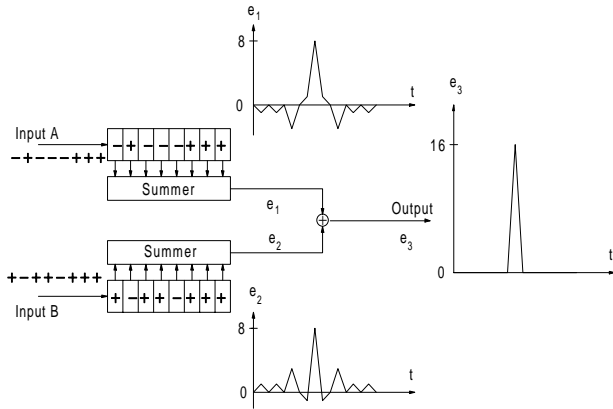 e1
8
0
t
Input A
- + - - - + + +
- + - - - + + +
Summer
e1
e3
16
0
t
Output
e3
e2
Summer
+ - + + - + + +
+ - + + - + + +
Input B
e2
8
0
t